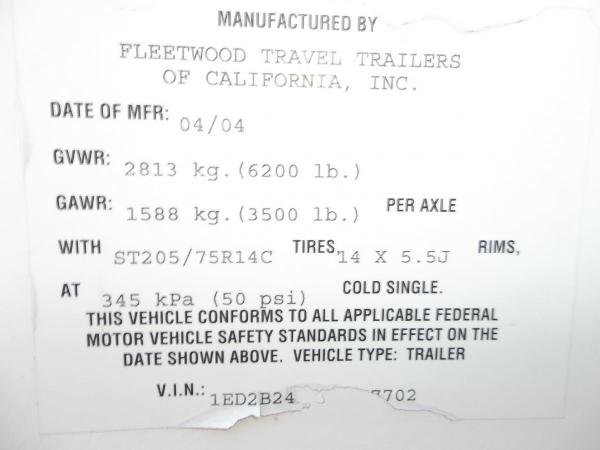 MANUFACTURED BY
FLEETWOOD TRAVEL TRAILERS
OF CALIFORNIA, INC.
DATE OF MFR: 04/04
GVWR: 2813 kg.(6200 lb.)
GAWR: 1588 kg.(3500 lb.) PER AXLE
WITH ST205/75R14C TIRES, 14 X 5.5J RIMS,
AT 345 kPa (50 psi) COLD SINGLE.
THIS VEHICLE CONFORMS TO ALL APPLICABLE FEDERAL
MOTOR VEHICLE SAFETY STANDARDS IN EFFECT ON THE
DATE SHOWN ABOVE. VEHICLE TYPE: TRAILER
V.I.N.: 1ED2B24 7702